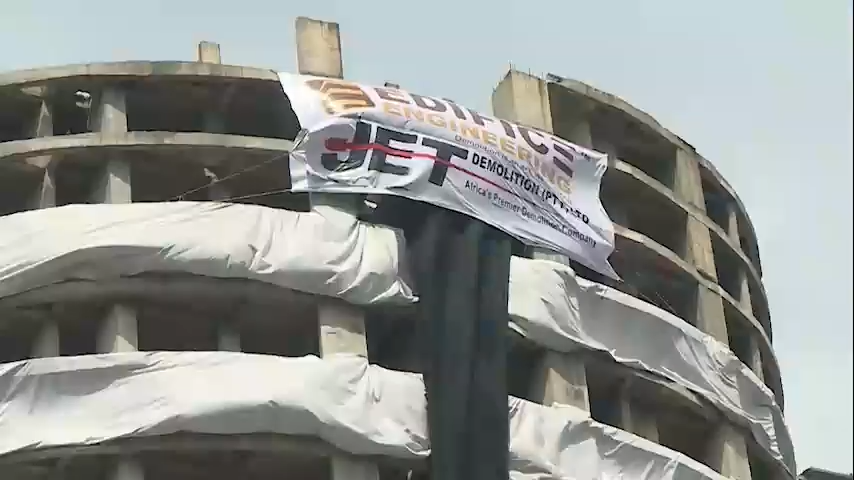 EDIFICE
ENGINEERING
JET
DEMOLITION (PTY) LTD
Africa's Premier Demolition Company